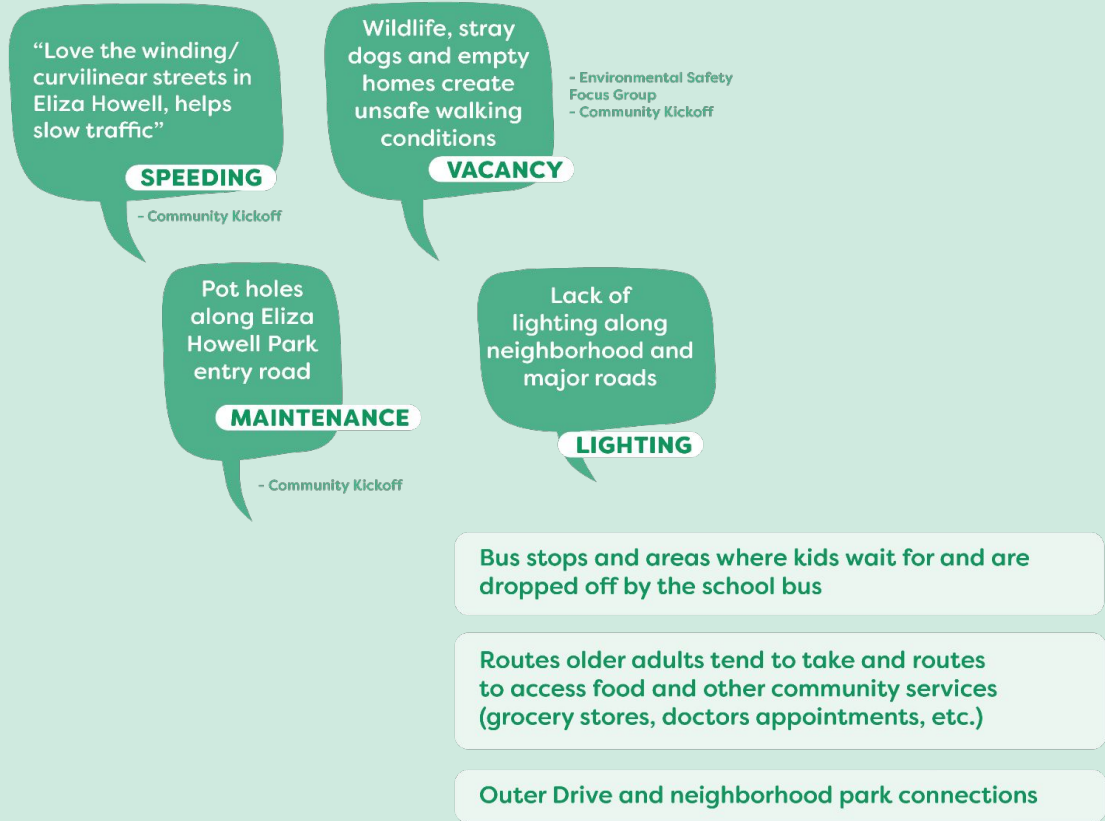 “Love the winding/
curvilinear streets in
Eliza Howell, helps
slow traffic”
SPEEDING
- Community Kickoff
Wildlife, stray
dogs and empty
homes create
unsafe walking
conditions
VACANCY
- Environmental Safety
Focus Group
- Community Kickoff
Pot holes
along Eliza
Howell Park
entry road
MAINTENANCE
- Community Kickoff
Lack of
lighting along
neighborhood and
major roads
LIGHTING
Bus stops and areas where kids wait for and are
dropped off by the school bus
Routes older adults tend to take and routes
to access food and other community services
(grocery stores, doctors appointments, etc.)
Outer Drive and neighborhood park connections